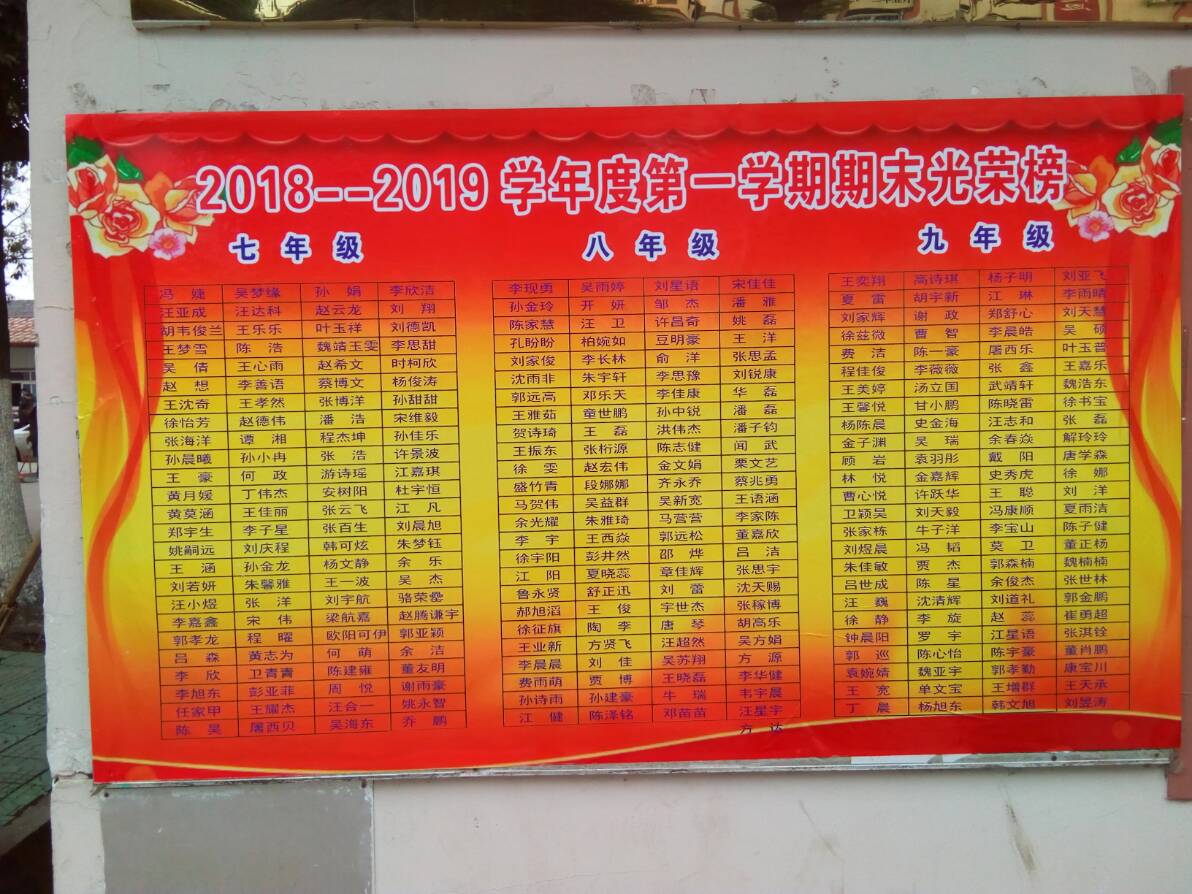 2018--2019学年度第一学期期末光荣榜
七年级
冯婕 吴梦缘 孙娟 李欣洁
汪亚成 汪达科 赵云龙 刘翔
胡韦俊兰 王乐乐 叶玉祥 刘德凯
王梦雪 陈浩 魏靖玉雯 李思甜
吴倩 王心雨 赵希文 时柯欣
赵想 李善语 蔡博文 杨俊涛
王沈奇 王孝然 张博洋 孙甜甜
徐怡芳 赵德伟 潘浩 宋维毅
张海洋 谭湘 程杰坤 孙佳乐
孙晨曦 孙小冉 张浩 许景波
王豪 何政 游诗瑶 江嘉琪
黄月媛 丁伟杰 安树阳 杜宇恒
黄莫涵 王佳丽 张云飞 江凡
郑宇生 李子星 张百生 刘晨旭
姚嗣远 刘庆程 韩可炫 朱梦钰
王涵 孙金龙 杨文静 余乐
刘若妍 朱馨雅 王一波 吴杰
汪小煜 张洋 刘宇航 骆荣罍
李嘉鑫 宋伟 梁航嘉 赵腾谦宇
郭孝龙 程曜 欧阳可伊 郭亚颖
吕森 黄志为 何萌 余洁
李欣 卫青青 陈建雍 董友明
李旭东 彭亚菲 周悦 谢雨豪
任家甲 王耀杰 汪合一 姚永智
陈昊 屠西贝 吴海东 乔鹏
八年级
李现勇 吴雨婷 刘星语 宋佳佳
孙金玲 开妍 邹杰 潘雅
陈家慧 汪卫 许昌奇 姚磊
孔盼盼 柏婉如 豆明豪 王洋
刘家俊 李长林 俞洋 张思孟
沈雨非 朱宇轩 李思豫 刘锐康
郭远高 邓乐天 李佳康 华磊
王雅茹 童世鹏 孙中锐 潘磊
贺诗琦 王磊 洪伟杰 潘子钧
王振东 张桁源 陈志健 闻武
徐雯 赵宏伟 金文娟 栗文艺
盛竹青 段娜娜 齐永乔 蔡兆勇
马贺伟 吴益群 吴新宽 王语涵
余光耀 朱雅琦 马营营 李家陈
李宇 王西焱 郭远松 董嘉欣
徐宇阳 彭井然 邵烨 吕洁
江阳 夏晓蕊 章佳辉 张思宇
鲁永贤 舒正迅 刘蕾 沈天赐
郝旭滔 王俊 宇世杰 张稼博
徐征旗 陶李 唐琴 胡高乐
王业新 方贤飞 汪超然 吴方娟
李晨晨 刘佳 吴苏翔 方源
费雨萌 贾博 王晓磊 李华健
孙诗雨 孙建豪 牛瑞 韦宇晨
江健 陈泽铭 邓苗苗 汪星宇
方达
九年级
王奕翔 高诗琪 杨子明 刘亚飞
夏雷 胡宇新 江琳 李雨晴
刘家辉 谢政 郑舒心 刘天慧
徐兹微 曹智 李晨皓 吴硕
费洁 陈一豪 屠西乐 叶玉普
程佳俊 李薇薇 张鑫 王嘉乐
王美婷 汤立国 武靖轩 魏浩东
王馨悦 甘小鹏 陈晓雷 徐书宝
杨陈晨 史金海 汪志和 张磊
金子渊 吴瑞 余春焱 解玲玲
顾岩 袁羽彤 戴阳 唐学森
林悦 金嘉辉 史秀虎 徐娜
曹心悦 许跃华 王聪 刘洋
卫颖吴 刘天毅 冯康顺 夏雨洁
张家栋 牛子洋 李宝山 陈子健
刘煜晨 冯韬 莫卫 董正杨
朱佳敏 贾杰 郭森楠 魏楠楠
吕世成 陈星 余俊杰 张世林
汪巍 沈清辉 刘道礼 郭金鹏
徐静 李旋 赵蕊 崔勇超
钟晨阳 罗宇 江星语 张淇铨
郭巡 陈心怡 陈宇豪 董肖鹏
袁婉婧 魏亚宇 郭孝勤 康宝川
王宽 单文宝 王增群 王天承
丁晨 杨旭东 韩文旭 刘昱涛